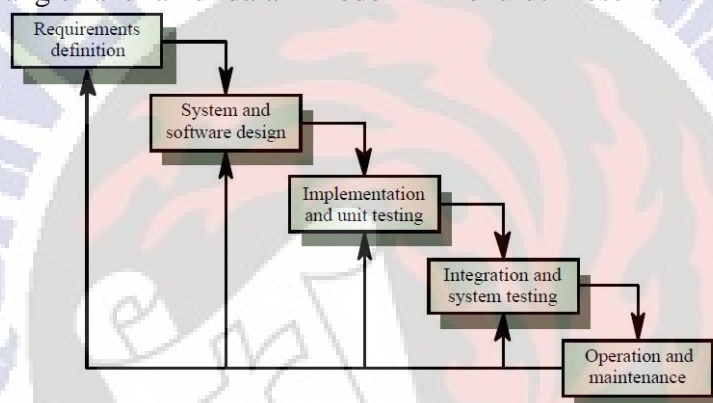 Requirements
definition
System and
software design
Implementation
and unit testing
Integration and
system testing
Operation and
maintenance